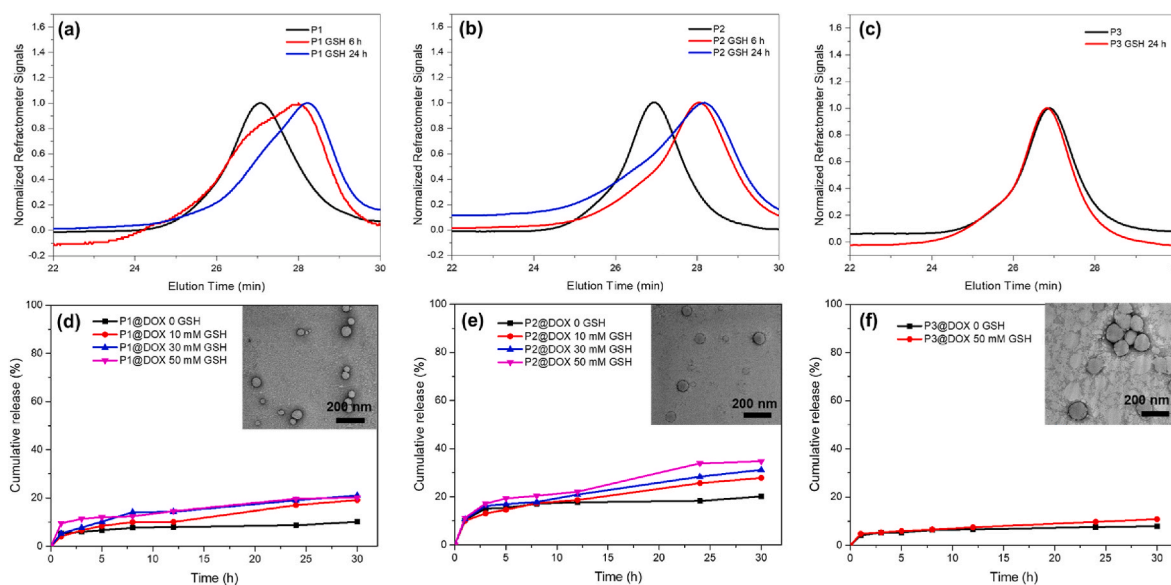 (a)
P1
P1 GSH 6 h
P1 GSH 24 h
Normalized Refractometer Signals
1.6
1.4
1.2
1.0
0.8
0.6
0.4
0.2
0.0
-0.2
22 24 26 28 30
Elution Time (min)
(b)
P2
P2 GSH 6 h
P2 GSH 24 h
Normalized Refractometer Signals
1.6
1.4
1.2
1.0
0.8
0.6
0.4
0.2
0.0
-0.2
22 24 26 28 30
Elution Time (min)
(c)
P3
P3 GSH 24 h
Normalized Refractometer Signals
1.6
1.4
1.2
1.0
0.8
0.6
0.4
0.2
0.0
22 24 26 28
Elution Time (min)
(d)
P1@DOX 0 GSH
P1@DOX 10 mM GSH
P1@DOX 30 mM GSH
P1@DOX 50 mM GSH
200 nm
Cumulative release (%)
100
80
60
40
20
0
0 5 10 15 20 25 30
Time (h)
(e)
P2@DOX 0 GSH
P2@DOX 10 mM GSH
P2@DOX 30 mM GSH
P2@DOX 50 mM GSH
200 nm
Cumulative release (%)
100
80
60
40
20
0
0 5 10 15 20 25 30
Time (h)
(f)
P3@DOX 0 GSH
P3@DOX 50 mM GSH
200 nm
Cumulative release (%)
100
80
60
40
20
0
0 5 10 15 20 25 30
Time (h)